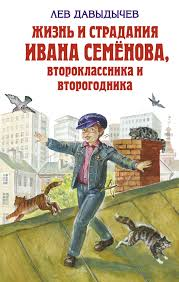 ЛЕВ ДАВЫДЫЧЕВ
ЖИЗНЬ И СТРАДАНИЯ
ИВАНА СЕМЁНОВА,
ВТОРОКЛАССНИКА И
ВТОРОГОДНИКА